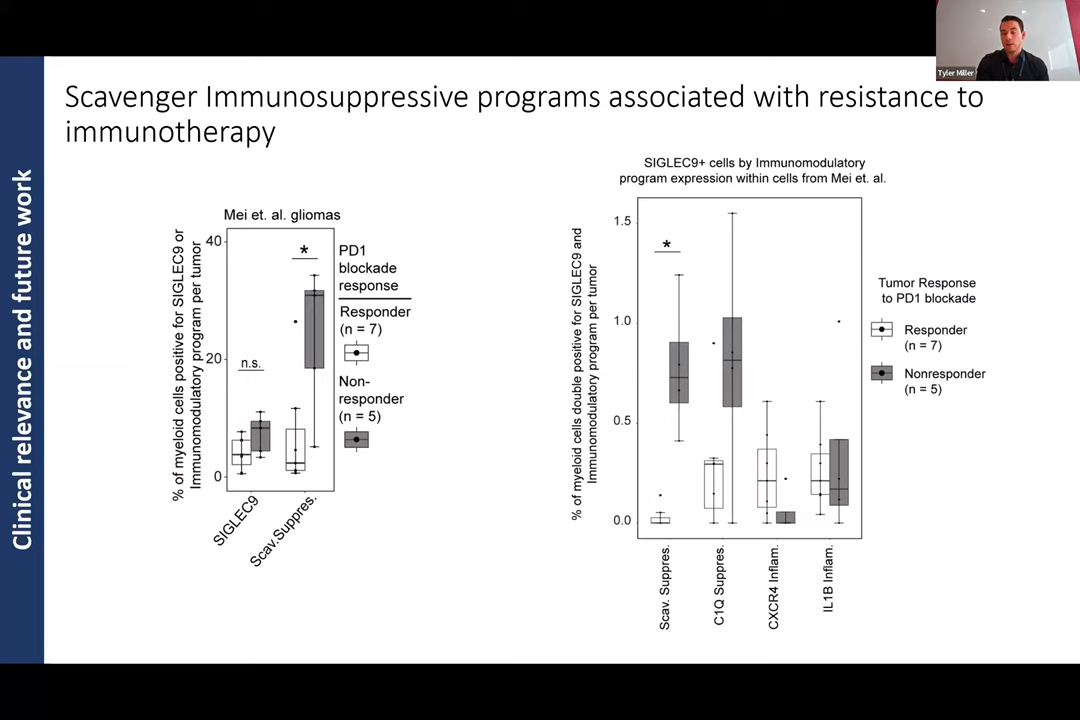 Tyler Miller
Scavenger Immunosuppressive programs associated with resistance to
immunotherapy
Clinical relevance and future work
Mei et. al. gliomas
% of myeloid cells positive for SIGLEC9 or
Immunomodulatory program per tumor
40
20
0
n.s.
*
SIGLEC9
Scav.Suppres.
PD1
blockade
response
Responder
(n = 7)
Non-
responder
(n = 5)
SIGLEC9+ cells by Immunomodulatory
program expression within cells from Mei et. al.
% of myeloid cells double positive for SIGLEC9 and
Immunomodulatory program per tumor
1.5
1.0
0.5
0.0
*
Scav. Suppres.
C1Q Suppres.
CXCR4 Inflam.
IL1B Inflam.
Tumor Response
to PD1 blockade
Responder
(n = 7)
Nonresponder
(n = 5)